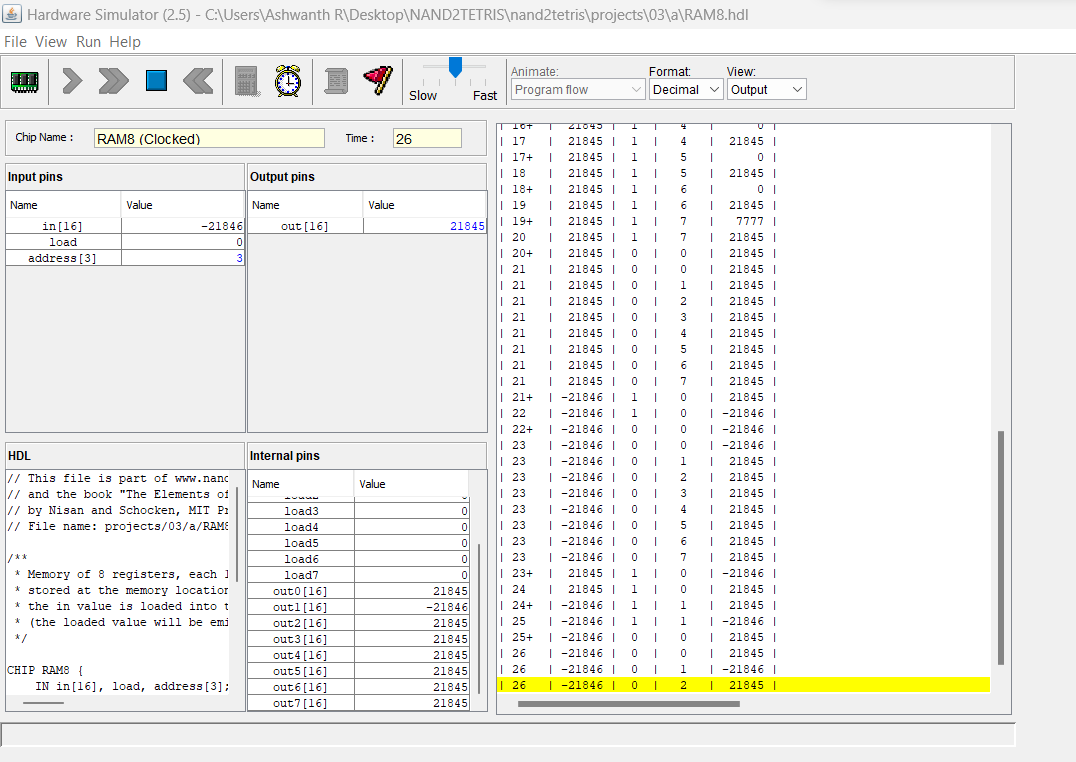 Hardware Simulator (2.5) - C:\Users\Ashwanth R\Desktop\NAND2TETRIS\nand2tetris\projects\03\a\RAM8.hdl
File View Run Help
Slow Fast
Animate: Format: View:
Program flow Decimal Output
Chip Name : RAM8 (Clocked) Time : 26
Input pins
Name Value
in[16] -21846
load 0
address[3] 3
Output pins
Name Value
out[16] 21845
HDL
// This file is part of www.nand
// and the book "The Elements of
// by Nisan and Schocken, MIT Pr
// File name: projects/03/a/RAM8
/**
* Memory of 8 registers, each 1
* stored at the memory location
* the in value is loaded into t
* (the loaded value will be emi
*/
CHIP RAM8 {
IN in[16], load, address[3];
Internal pins
Name Value
load2 0
load3 0
load4 0
load5 0
load6 0
load7 0
out0[16] 21845
out1[16] -21846
out2[16] 21845
out3[16] 21845
out4[16] 21845
out5[16] 21845
out6[16] 21845
out7[16] 21845
| 16+ | 21845 | 1 | 4 | 0 |
| 17 | 21845 | 1 | 4 | 21845 |
| 17+ | 21845 | 1 | 5 | 0 |
| 18 | 21845 | 1 | 5 | 21845 |
| 18+ | 21845 | 1 | 6 | 0 |
| 19 | 21845 | 1 | 6 | 21845 |
| 19+ | 21845 | 1 | 7 | 7777 |
| 20 | 21845 | 1 | 7 | 21845 |
| 20+ | 21845 | 0 | 0 | 21845 |
| 21 | 21845 | 0 | 0 | 21845 |
| 21 | 21845 | 0 | 1 | 21845 |
| 21 | 21845 | 0 | 2 | 21845 |
| 21 | 21845 | 0 | 3 | 21845 |
| 21 | 21845 | 0 | 4 | 21845 |
| 21 | 21845 | 0 | 5 | 21845 |
| 21 | 21845 | 0 | 6 | 21845 |
| 21 | 21845 | 0 | 7 | 21845 |
| 21+ | -21846 | 1 | 0 | 21845 |
| 22 | -21846 | 1 | 0 | -21846 |
| 22+ | -21846 | 0 | 0 | -21846 |
| 23 | -21846 | 0 | 0 | -21846 |
| 23 | -21846 | 0 | 1 | 21845 |
| 23 | -21846 | 0 | 2 | 21845 |
| 23 | -21846 | 0 | 3 | 21845 |
| 23 | -21846 | 0 | 4 | 21845 |
| 23 | -21846 | 0 | 5 | 21845 |
| 23 | -21846 | 0 | 6 | 21845 |
| 23 | -21846 | 0 | 7 | 21845 |
| 23+ | 21845 | 1 | 0 | -21846 |
| 24 | 21845 | 1 | 0 | 21845 |
| 24+ | -21846 | 1 | 1 | 21845 |
| 25 | -21846 | 1 | 1 | -21846 |
| 25+ | -21846 | 0 | 0 | 21845 |
| 26 | -21846 | 0 | 0 | 21845 |
| 26 | -21846 | 0 | 1 | -21846 |
| 26 | -21846 | 0 | 2 | 21845 |